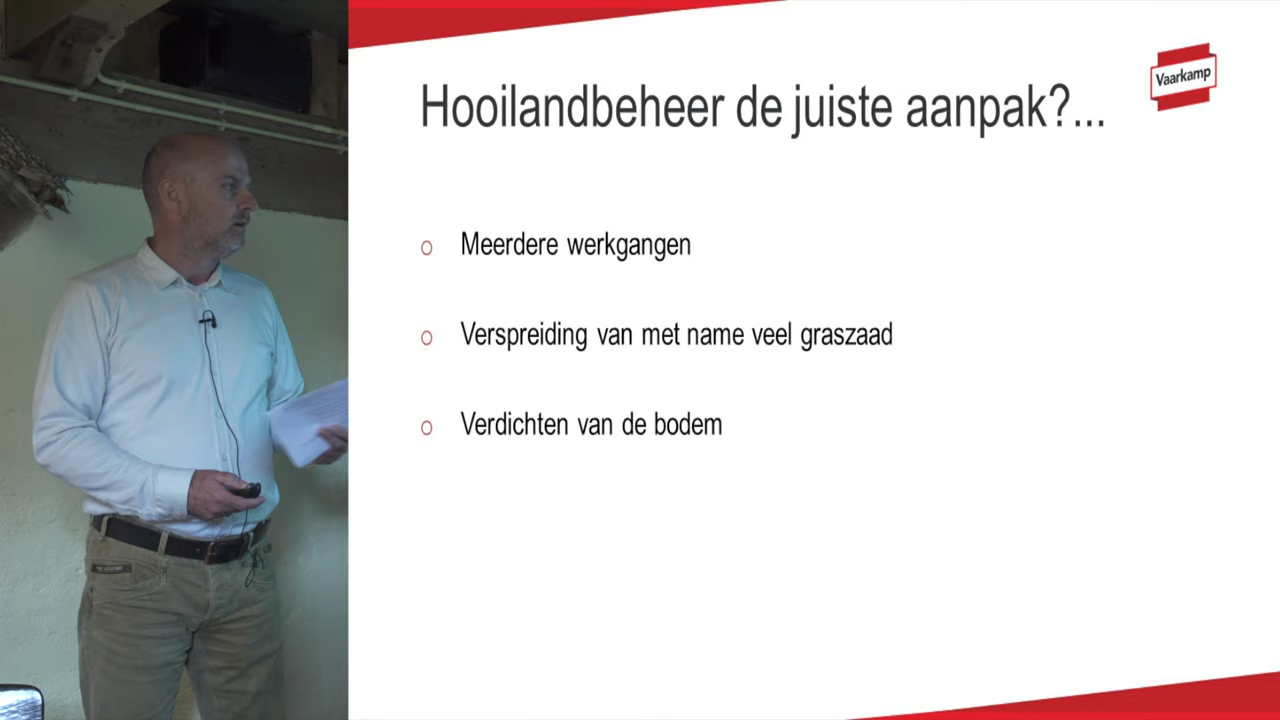 Hooilandbeheer de juiste aanpak?...
Vaarkamp
Meerdere werkgangen
Verspreiding van met name veel graszaad
Verdichten van de bodem